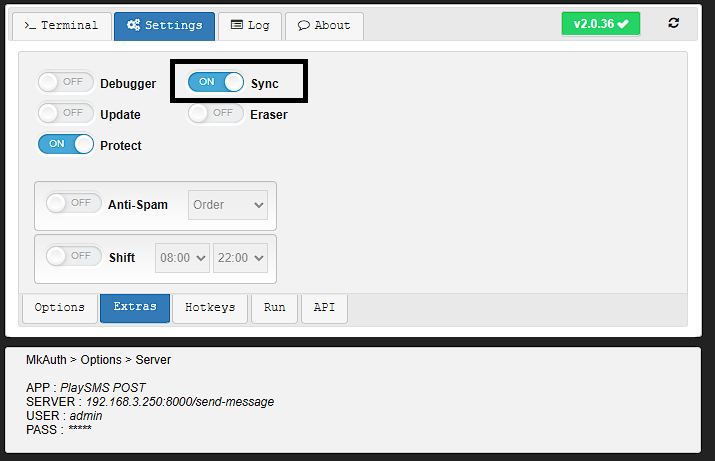 >_ Terminal Settings Log About v2.0.36
OFF Debugger ON Sync
OFF Update OFF Eraser
ON Protect
OFF Anti-Spam Order
OFF Shift 08:00 22:00
Options Extras Hotkeys Run API
MkAuth > Options > Server
APP : PlaySMS POST
SERVER : 192.168.3.250:8000/send-message
USER : admin
PASS : *****